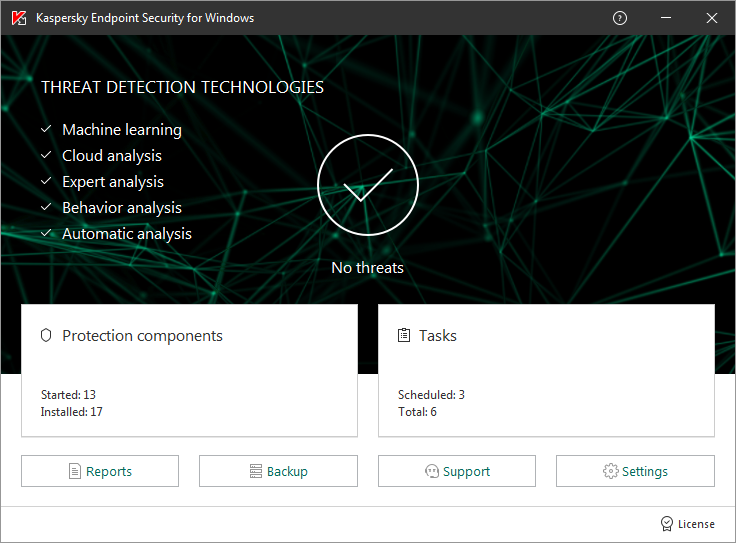 Kaspersky Endpoint Security for Windows
THREAT DETECTION TECHNOLOGIES
Machine learning
Cloud analysis
Expert analysis
Behavior analysis
Automatic analysis
No threats
Protection components
Started: 13
Installed: 17
Tasks
Scheduled: 3
Total: 6
Reports
Backup
Support
Settings
License